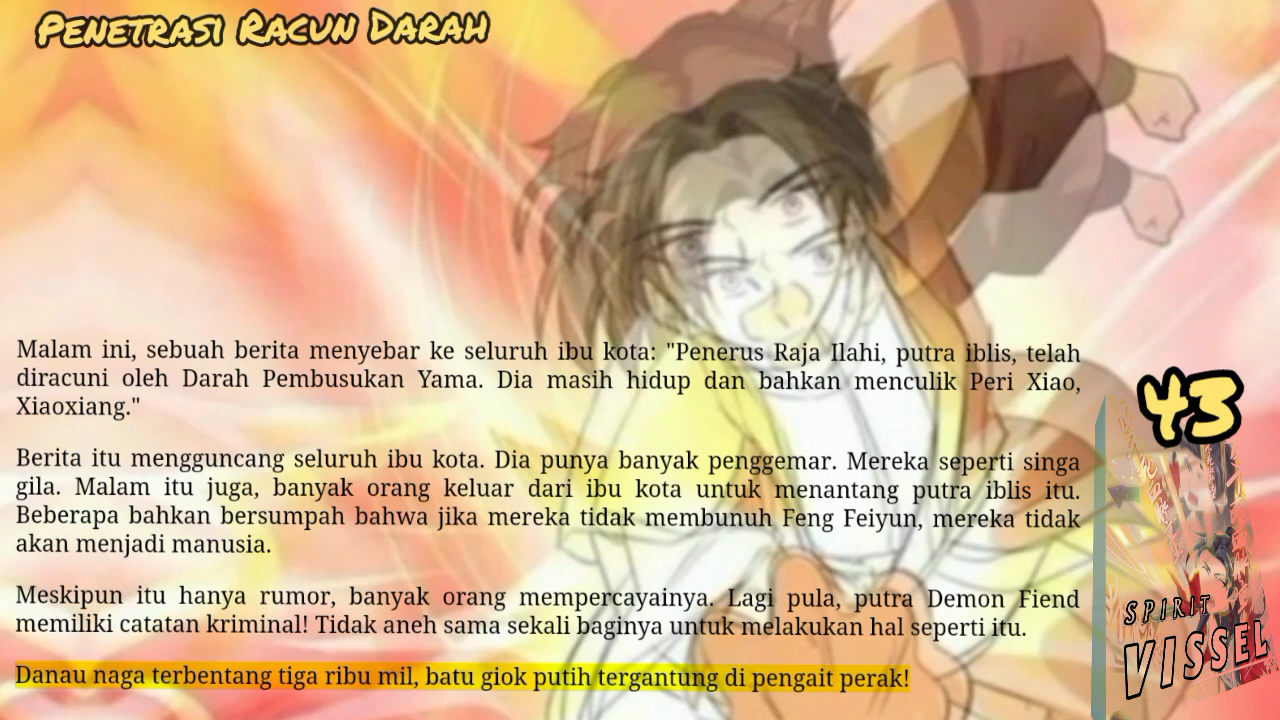 Penetrasi Racun Darah
Malam ini, sebuah berita menyebar ke seluruh ibu kota: "Penerus Raja Ilahi, putra iblis, telah
diracuni oleh Darah Pembusukan Yama. Dia masih hidup dan bahkan menculik Peri Xiao,
Xiaoxiang."
Berita itu mengguncang seluruh ibu kota. Dia punya banyak penggemar. Mereka seperti singa
gila. Malam itu juga, banyak orang keluar dari ibu kota untuk menantang putra iblis itu.
Beberapa bahkan bersumpah bahwa jika mereka tidak membunuh Feng Feiyun, mereka tidak
akan menjadi manusia.
Meskipun itu hanya rumor, banyak orang mempercayainya. Lagi pula, putra Demon Fiend
memiliki catatan kriminal! Tidak aneh sama sekali baginya untuk melakukan hal seperti itu.
Danau naga terbentang tiga ribu mil, batu giok putih tergantung di pengait perak!
43
SPIRIT
VISSEL